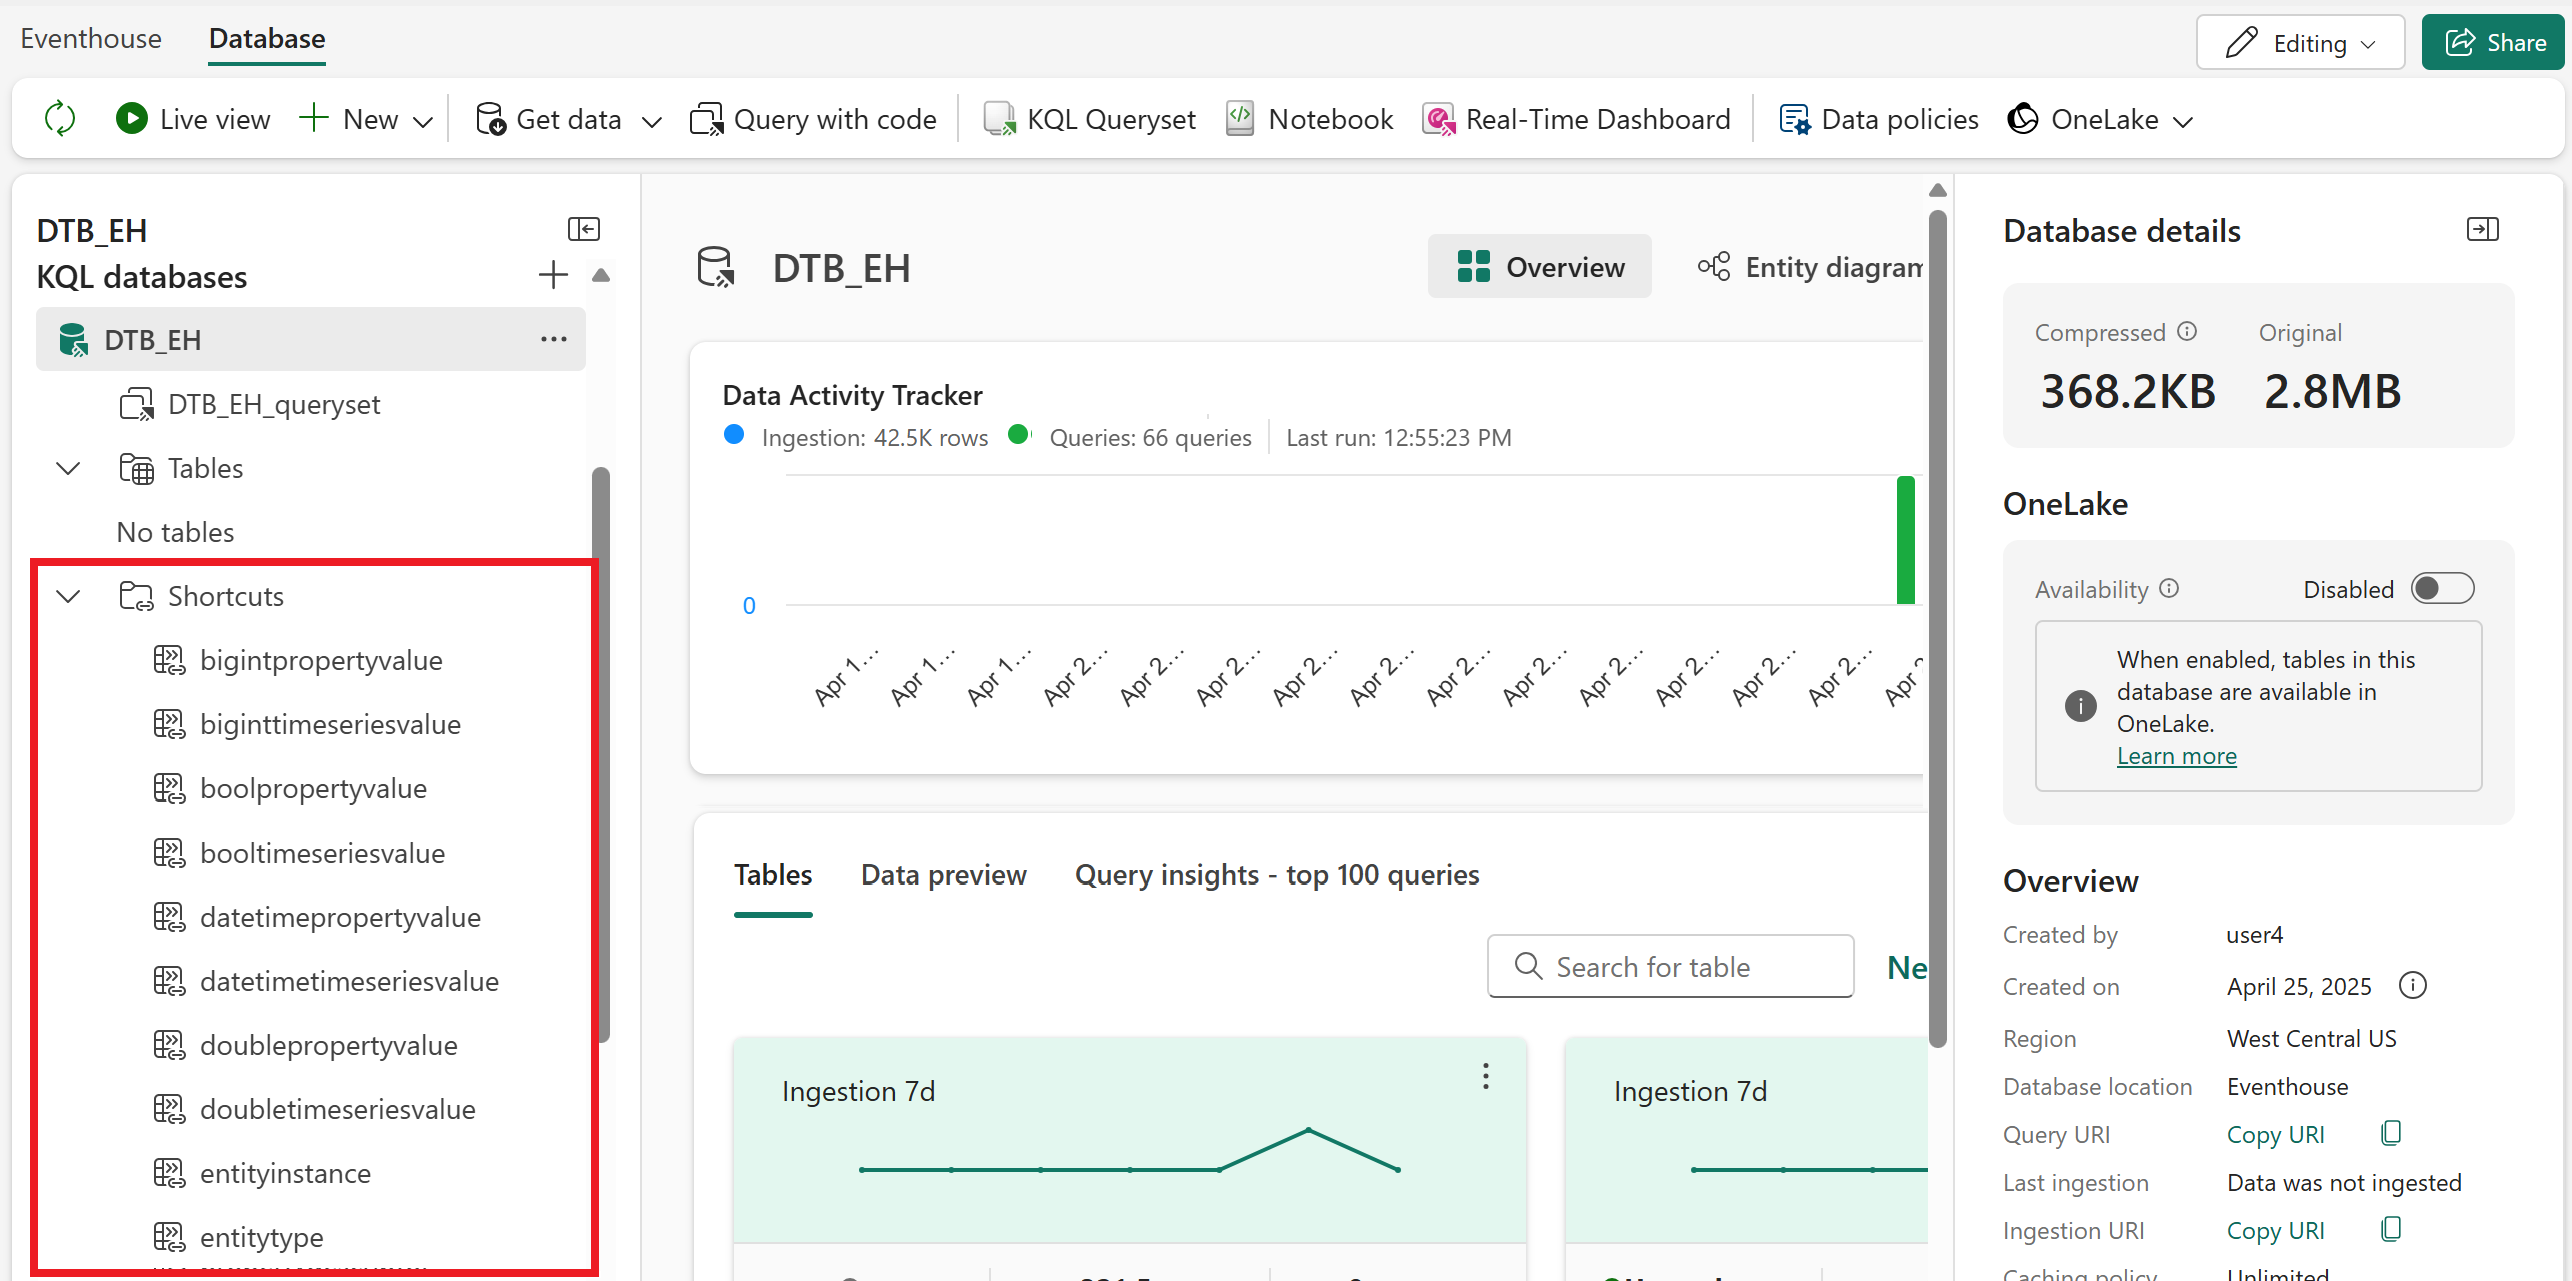 Eventhouse
Database
Editing
Share
Live view
New
Get data
Query with code
KQL Queryset
Notebook
Real-Time Dashboard
Data policies
OneLake
DTB_EH
KQL databases
DTB_EH
DTB_EH_queryset
Tables
No tables
Shortcuts
bigintpropertyvalue
biginttimeseriesvalue
boolpropertyvalue
booltimeseriesvalue
datetimepropertyvalue
datetimetimeseriesvalue
doublepropertyvalue
doubletimeseriesvalue
entityinstance
entitytype
DTB_EH
Overview
Entity diagram
Data Activity Tracker
Ingestion: 42.5K rows
Queries: 66 queries
Last run: 12:55:23 PM
0
Apr 1...
Apr 1...
Apr 1...
Apr 2...
Apr 2...
Apr 2...
Apr 2...
Apr 2...
Apr 2...
Apr 2...
Apr 2...
Apr 2...
Apr 2...
Apr 2...
Apr 2
Tables
Data preview
Query insights - top 100 queries
Search for table
Ne
Ingestion 7d
Ingestion 7d
Database details
Compressed
Original
368.2KB
2.8MB
OneLake
Availability
Disabled
When enabled, tables in this
database are available in
OneLake.
Learn more
Overview
Created by
user4
Created on
April 25, 2025
Region
West Central US
Database location
Eventhouse
Query URI
Copy URI
Last ingestion
Data was not ingested
Ingestion URI
Copy URI
Caching policy
Unlimited